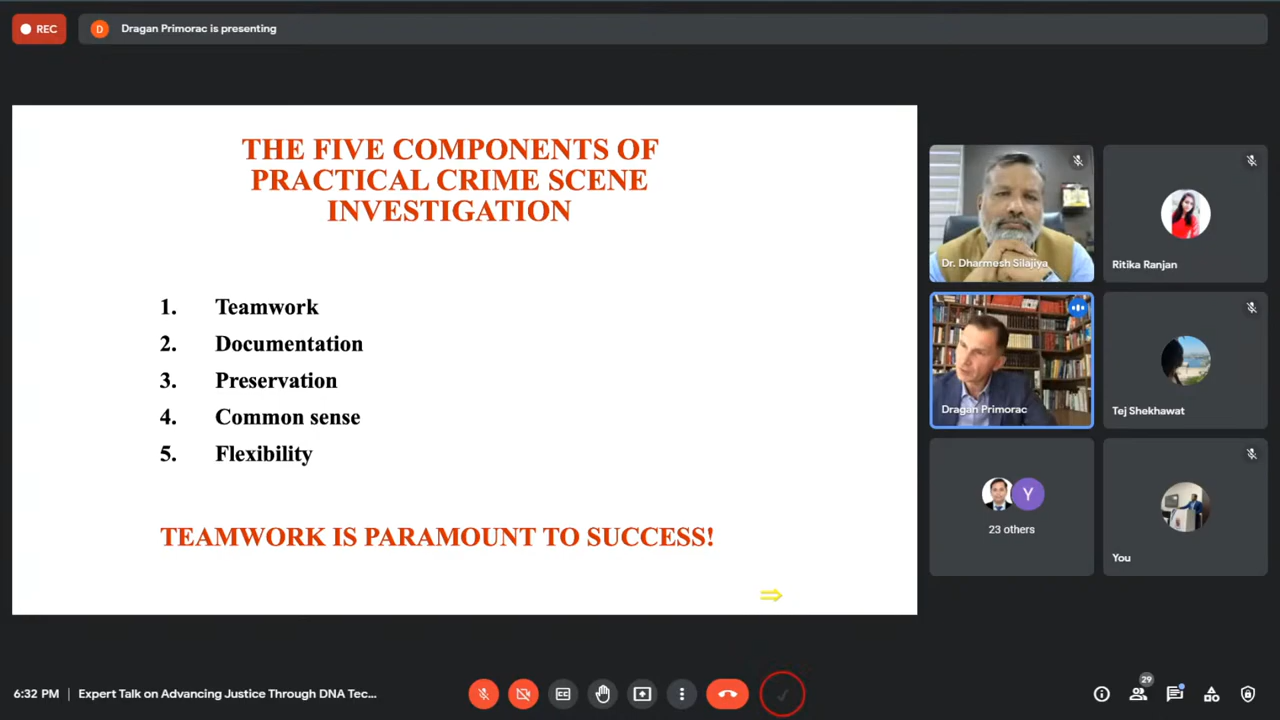 REC
D
Dragan Primorac is presenting
THE FIVE COMPONENTS OF
PRACTICAL CRIME SCENE
INVESTIGATION
1. Teamwork
2. Documentation
3. Preservation
4. Common sense
5. Flexibility
TEAMWORK IS PARAMOUNT TO SUCCESS!
Dr. Dharmesh Silajiya
Ritika Ranjan
Dragan Primorac
Tej Shekhawat
Y
23 others
You
6:32 PM | Expert Talk on Advancing Justice Through DNA Tec...
CC
29